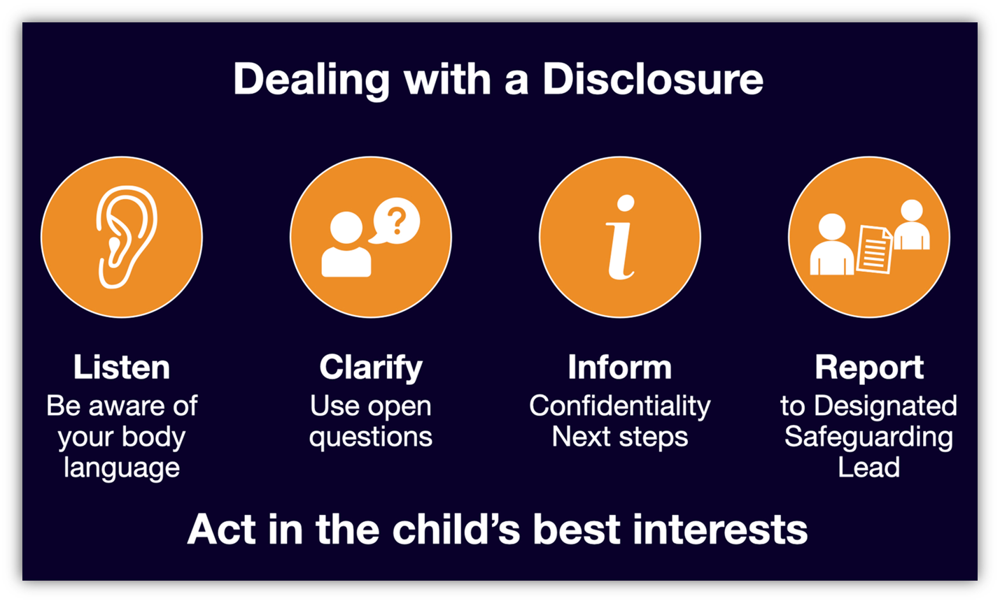 Dealing with a Disclosure
?
i
Listen
Be aware of
your body
language
Clarify
Use open
questions
Inform
Confidentiality
Next steps
Report
to Designated
Safeguarding
Lead
Act in the child’s best interests